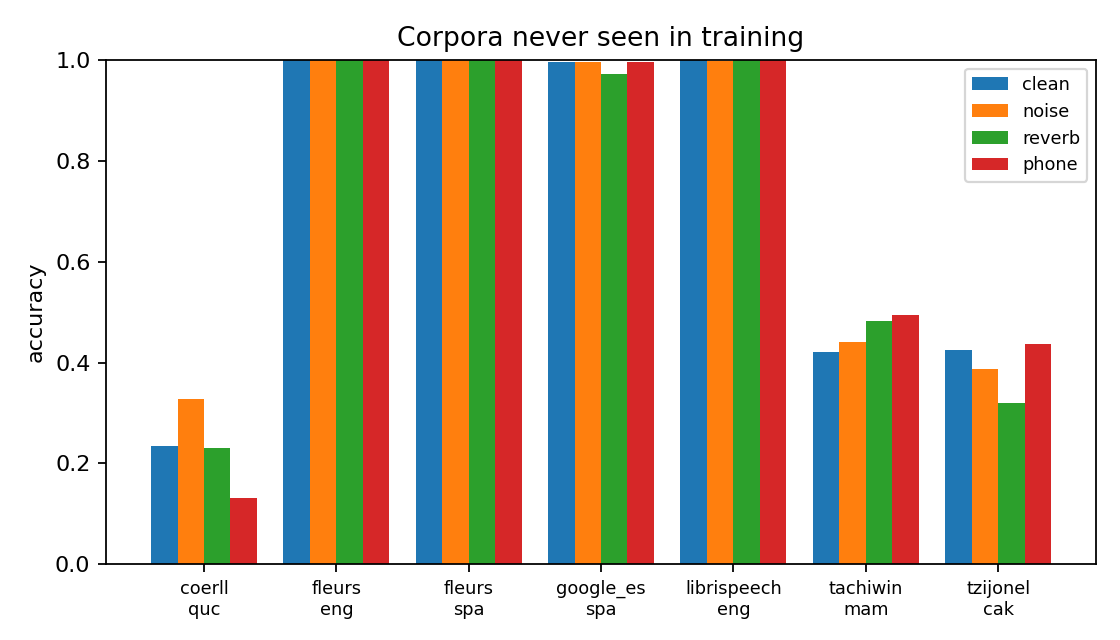 Corpora never seen in training
1.0
0.8
0.6
0.4
0.2
0.0
accuracy
clean
noise
reverb
phone
coerll
quc
fleurs
eng
fleurs
spa
google_es
spa
librispeech
eng
tachiwin
mam
tzijonel
cak